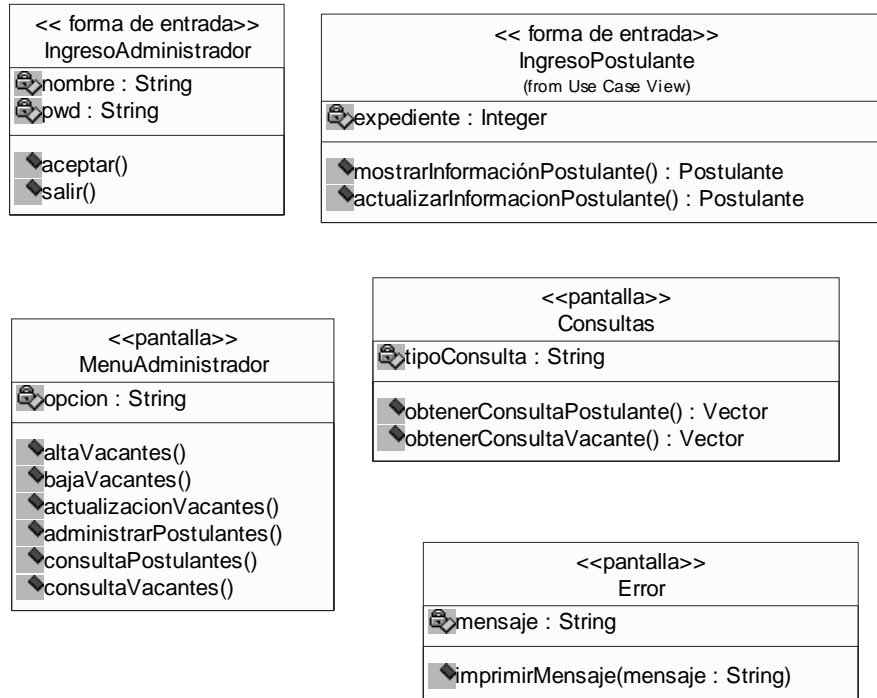 << forma de entrada>>
IngresoAdministrador
nombre : String
pwd : String
aceptar()
salir()
<< forma de entrada>>
IngresoPostulante
(from Use Case View)
expediente : Integer
mostrarInformaciónPostulante() : Postulante
actualizarInformacionPostulante() : Postulante
<<pantalla>>
MenuAdministrador
opcion : String
altaVacantes()
bajaVacantes()
actualizacionVacantes()
administrarPostulantes()
consultaPostulantes()
consultaVacantes()
<<pantalla>>
Consultas
tipoConsulta : String
obtenerConsultaPostulante() : Vector
obtenerConsultaVacante() : Vector
<<pantalla>>
Error
mensaje : String
imprimirMensaje(mensaje : String)